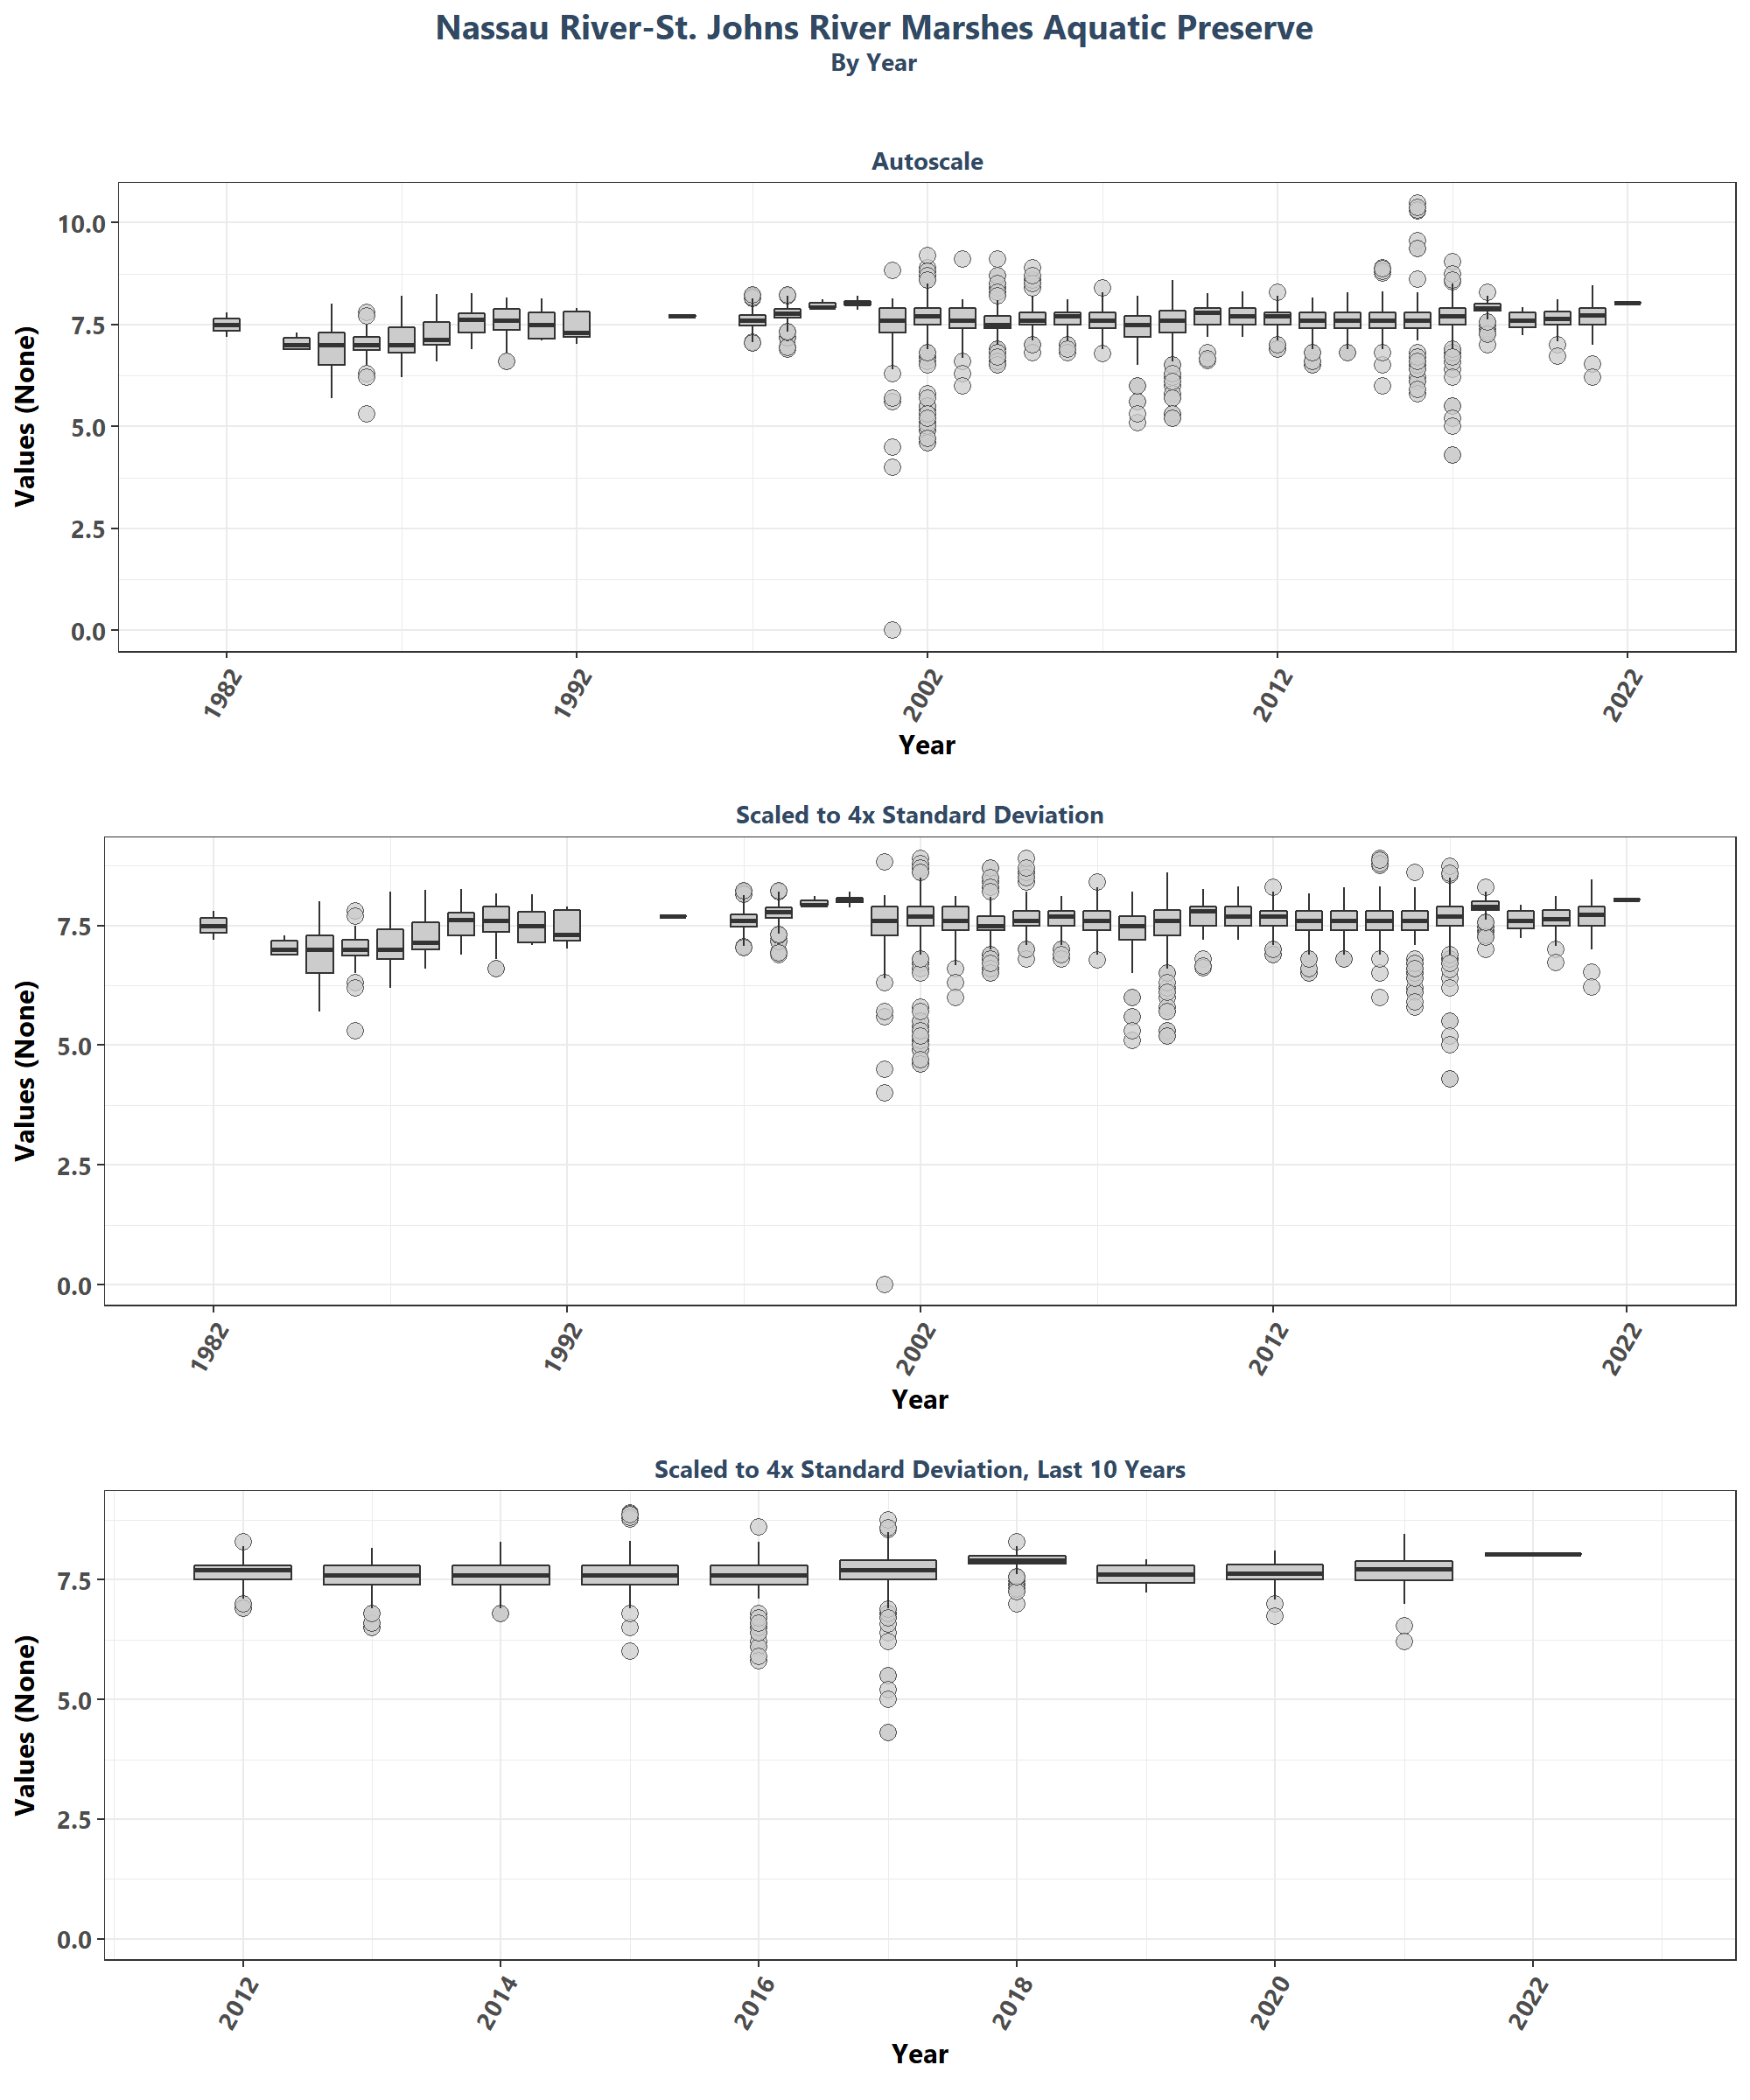 Nassau River-St. Johns River Marshes Aquatic Preserve
By Year
Autoscale
Values (None)
10.0
7.5
5.0
2.5
0.0
1982
1992
2002
2012
2022
Year
Scaled to 4x Standard Deviation
Values (None)
7.5
5.0
2.5
0.0
1982
1992
2002
2012
2022
Year
Scaled to 4x Standard Deviation, Last 10 Years
Values (None)
7.5
5.0
2.5
0.0
2012
2014
2016
2018
2020
2022
Year